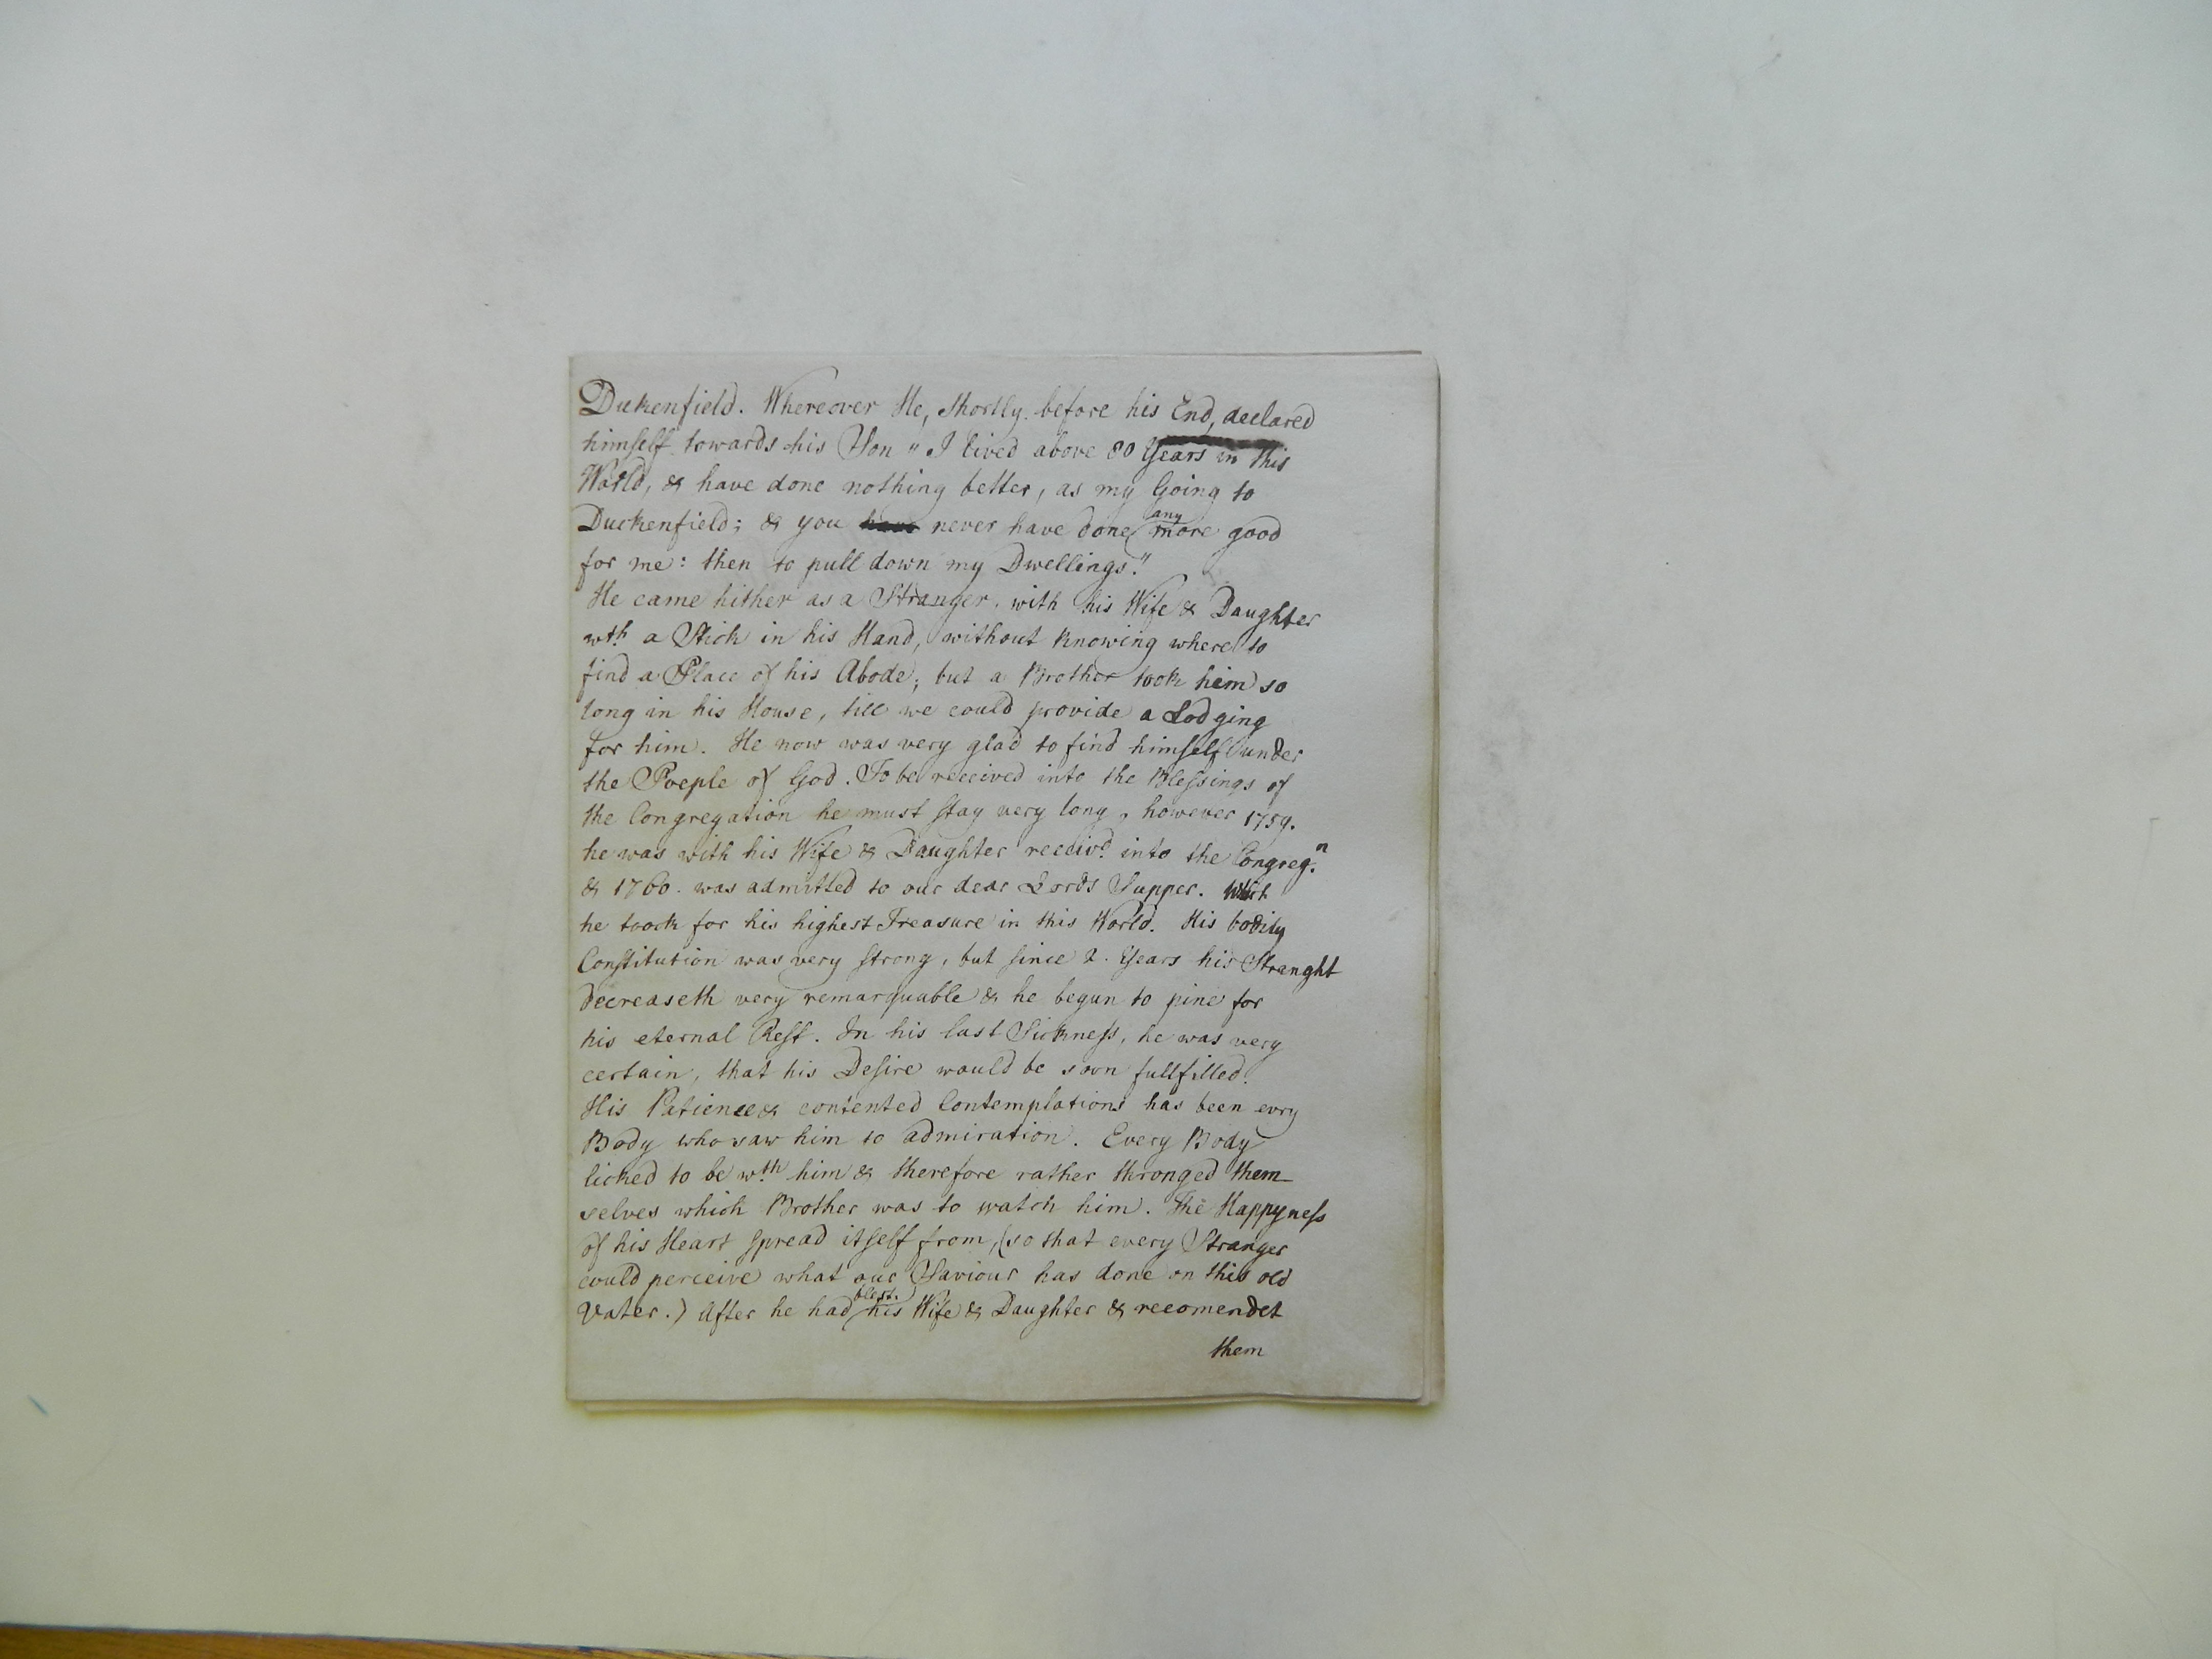 Dukenfield. Whereover He, shortly before his End, declared
himself towards his Son " I lived above 80 Years in this
World, & have done nothing better, as my Going to
Duckenfield; & you have never have done any more good
for me: then to pull down my Dwellings."
He came hither as a Stranger, with his Wife & Daughter
wth. a Stick in his Hand, without knowing where to
find a Place of his Abode; but a Brother took him so
long in his House, till we could provide a Lodging
for him. He now was very glad to find himself under
the Poeple of God. To be received into the Blessings of
the Congregation he must stay very long, however 1759.
he was with his Wife & Daughter receivd. into the Congreg.n
& 1760. was admitted to our dear Lords Supper. which
he took for his highest Treasure in this World. His bodily
Constitution was very strong, but since 2. Years his Stranght
decreaseth very remarquable & he begun to pine for
his eternal Rest. In his last Sickness, he was very
certain, that his Desire would be soon fullfilled.
His Patience & contented Contemplations has been evry
Body who saw him to admiration. Every Body
licked to be wth. him & therefore rather thronged them-
selves which Brother was to watch him. The Happyness
of his Heart spread itself from, (so that every Stranger
could perceive what our Saviour has done on this old
Vater.) After he had blest. his Wife & Daughter & recomendet
them